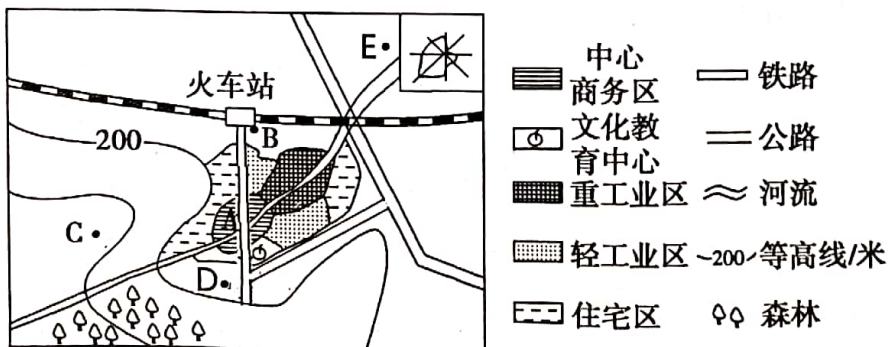 E
火车站
B
200
A
C
D
中心
商务区
铁路
文化教
育中心
公路
重工业区
河流
轻工业区
-200-
等高线/米
住宅区
森林